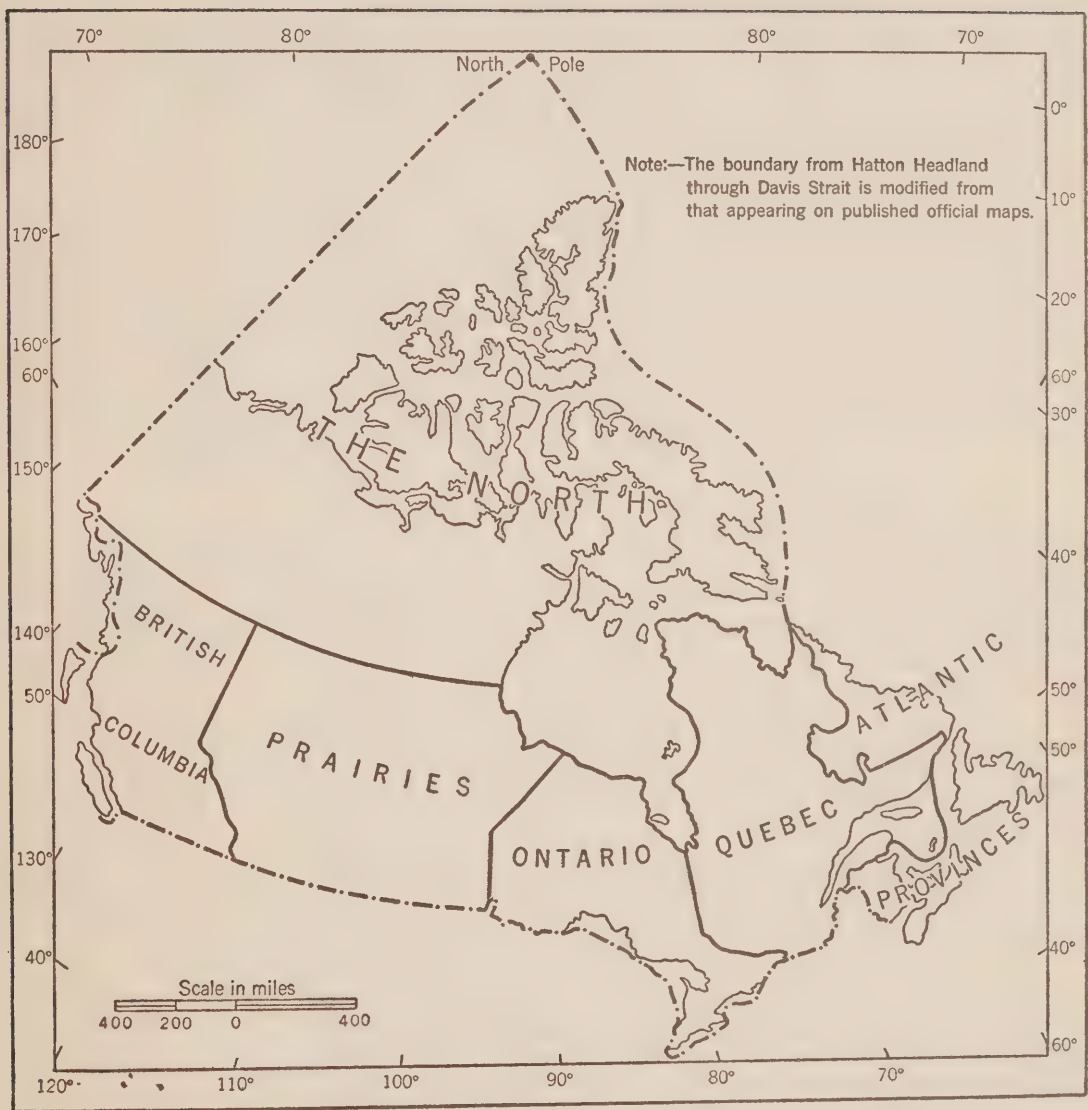 70° 80° 80° 70°
North Pole
180° 0°
Note:—The boundary from Hatton Headland
through Davis Strait is modified from
that appearing on published official maps.
10°
170°
20°
160°
60° 60°
30°
THE
150°
NORTH
40°
BRITISH
140°
50° 50°
ATLANTIC
COLUMBIA
PRAIRIES
50°
QUEBEC
130°
ONTARIO
PROVINCES
40° 40°
Scale in miles
400 200 0 400
60°
120° 110° 100° 90° 80° 70°